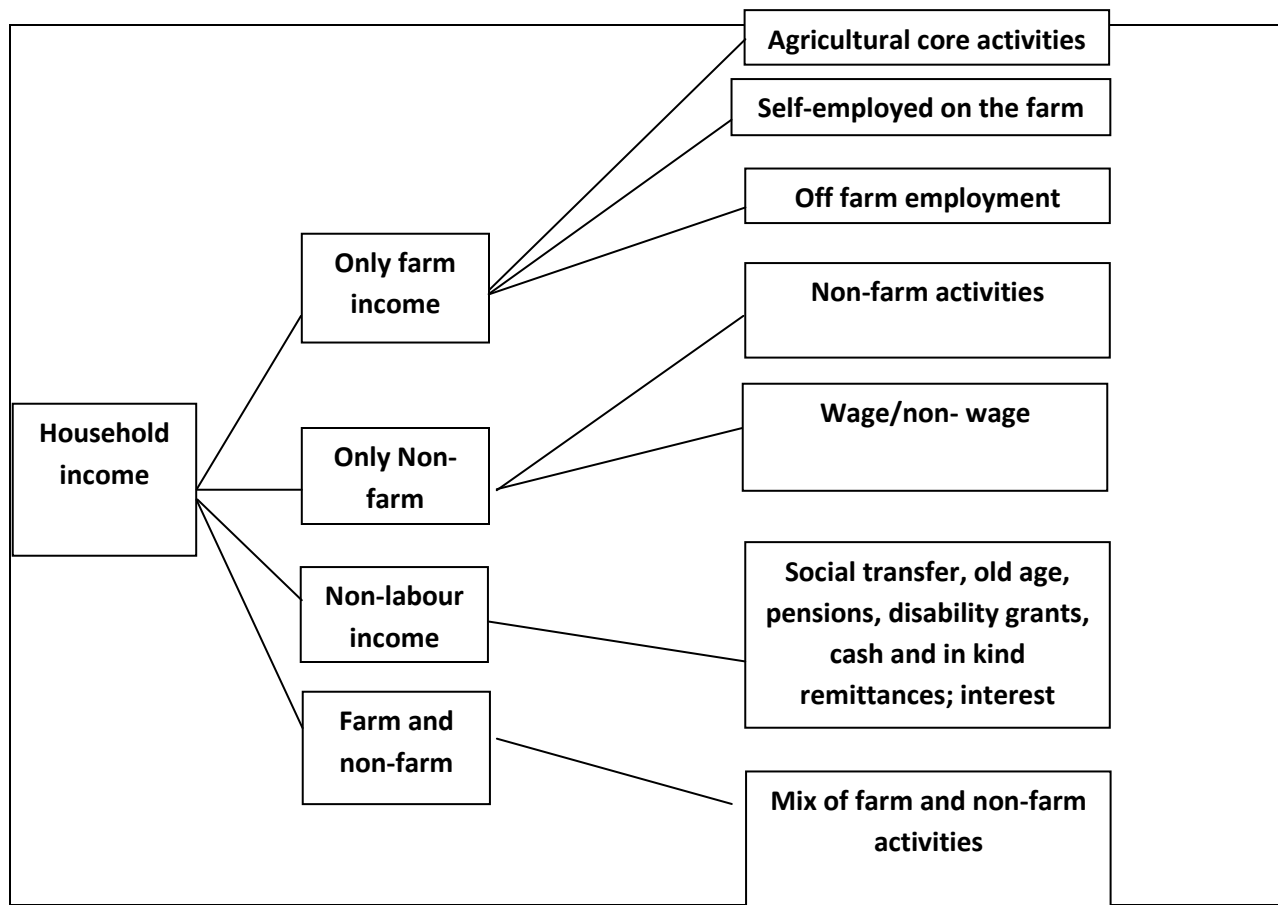 Agricultural core activities
Self-employed on the farm
Off farm employment
Only farm
income
Non-farm activities
Wage/non- wage
Household
income
Only Non-
farm
Social transfer, old age,
pensions, disability grants,
cash and in kind
remittances; interest
Non-labour
income
Farm and
non-farm
Mix of farm and non-farm
activities